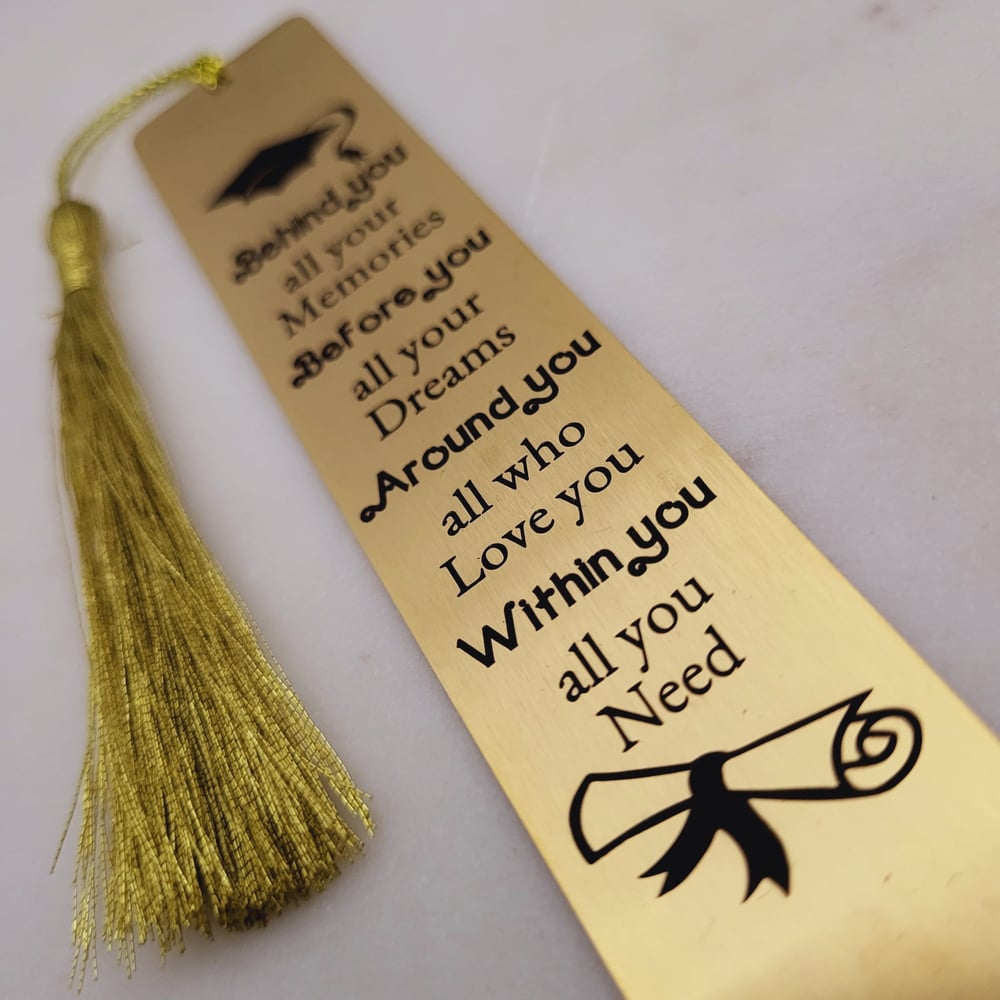 Behind you
all your
Memories
Before you
all your
Dreams
Around you
all who
Love you
Within you
all you
Need